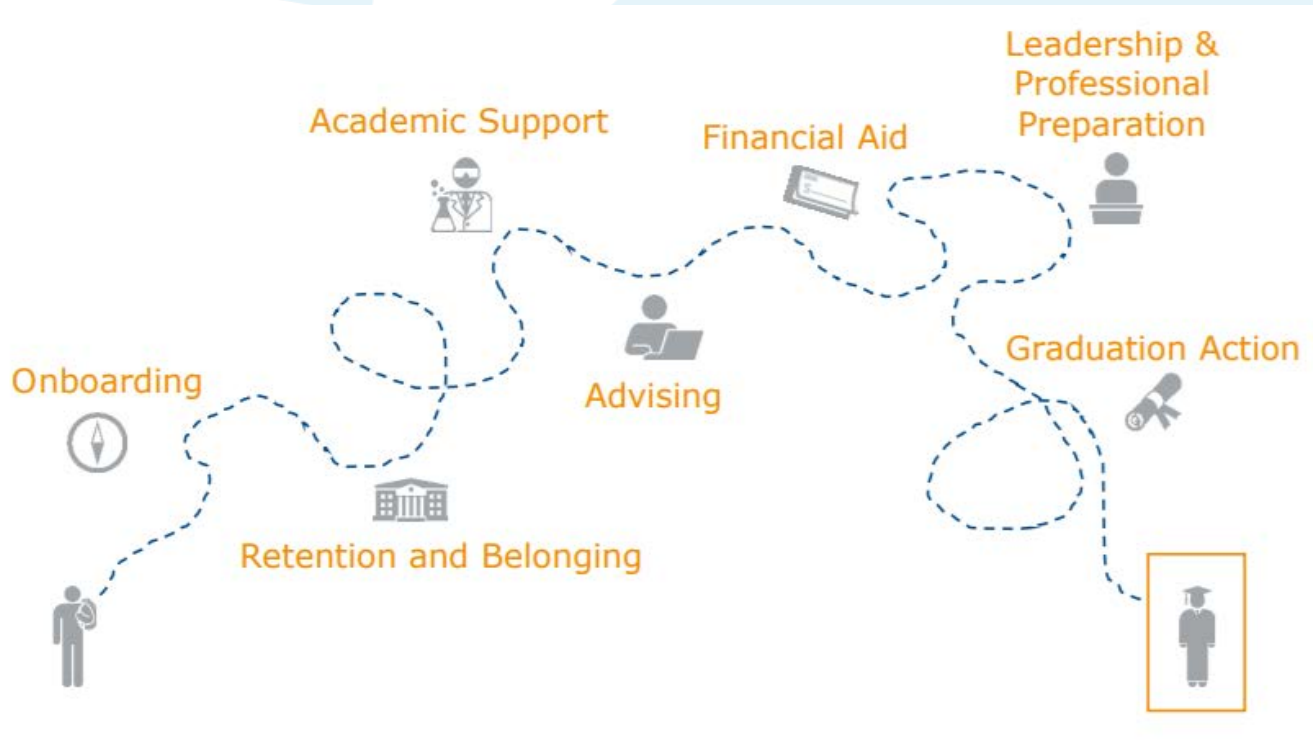 Leadership &
Professional
Preparation
Academic Support
Financial Aid
Graduation Action
Onboarding
Advising
Retention and Belonging